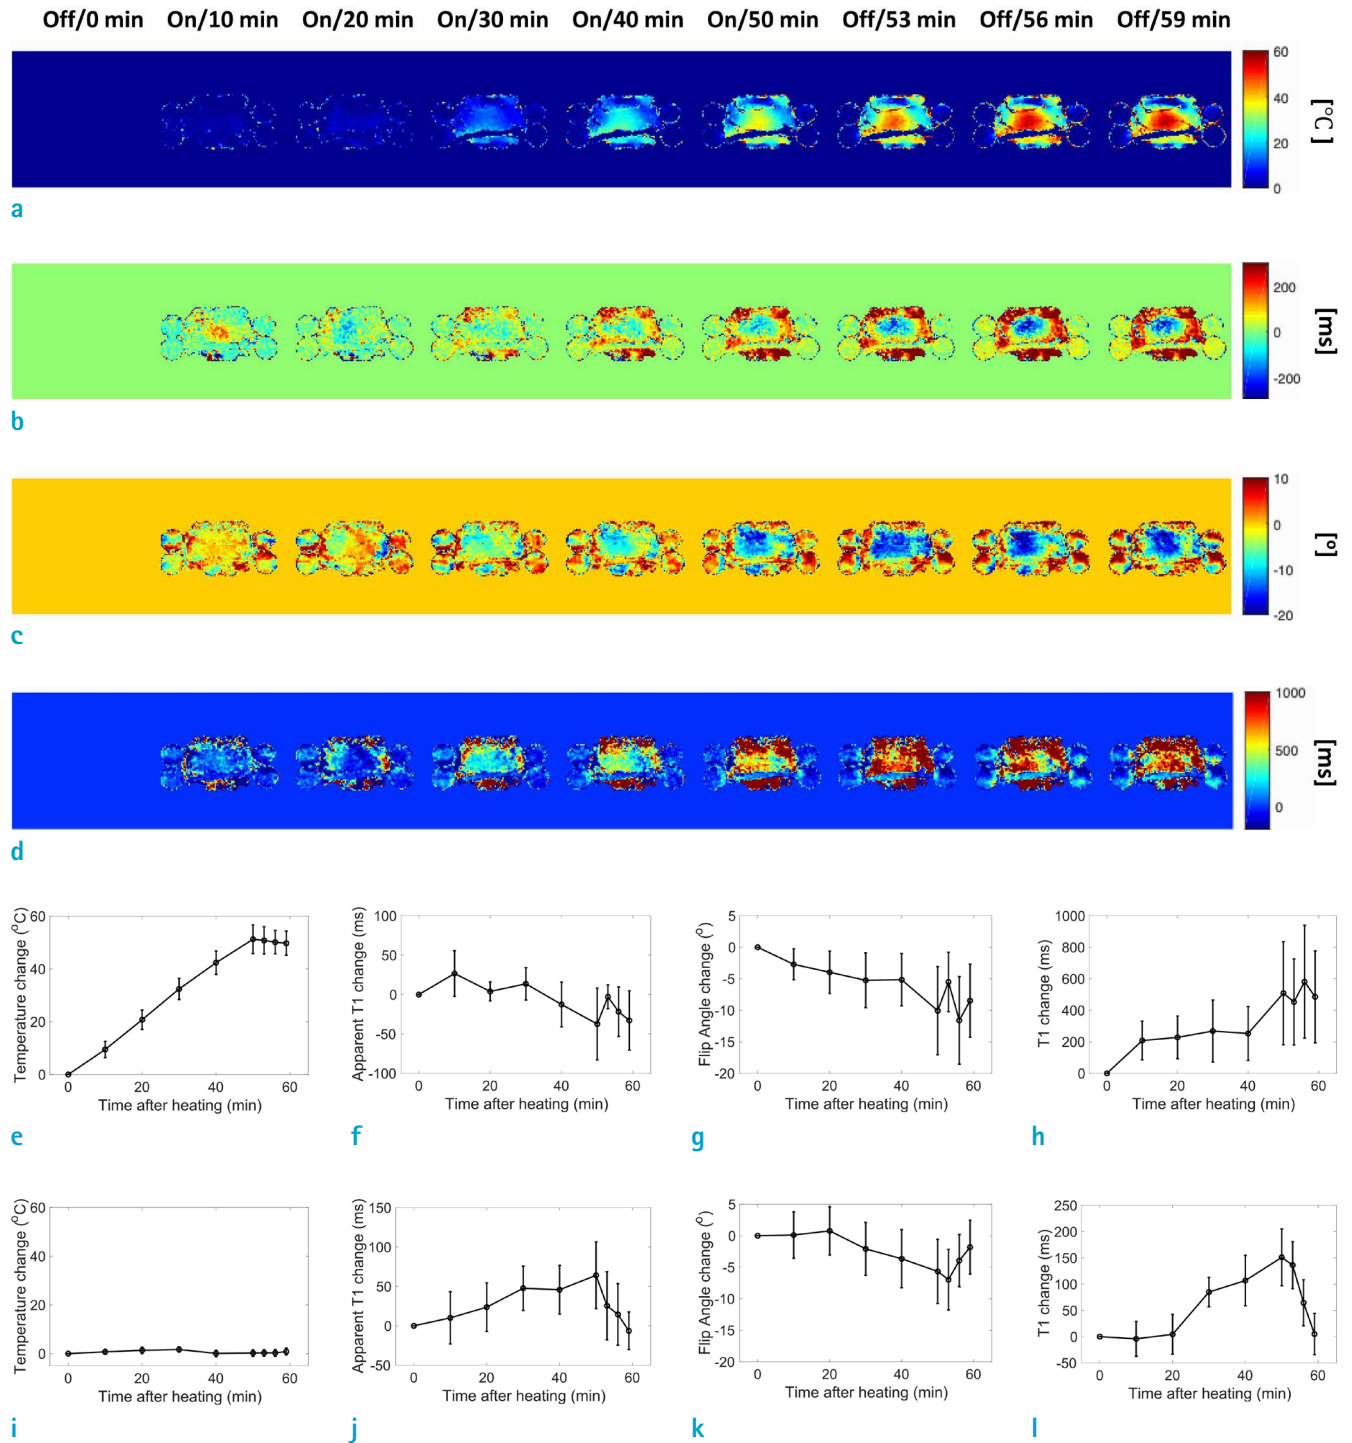 Off/0 min On/10 min On/20 min On/30 min On/40 min On/50 min Off/53 min Off/56 min Off/59 min
60
40
20
0
[°C]
a
200
0
-200
[ms]
b
10
0
-10
-20
[°]
c
1000
500
0
[ms]
d
Temperature change (°C)
60
40
20
0
0 20 40 60
Time after heating (min)
e
Apparent T1 change (ms)
100
50
0
-50
-100
0 20 40 60
Time after heating (min)
f
Flip Angle change (°)
5
0
-5
-10
-15
-20
0 20 40 60
Time after heating (min)
g
T1 change (ms)
1000
800
600
400
200
0
0 20 40 60
Time after heating (min)
h
Temperature change (°C)
60
40
20
0
0 20 40 60
Time after heating (min)
i
Apparent T1 change (ms)
150
100
50
0
-50
0 20 40 60
Time after heating (min)
j
Flip Angle change (°)
5
0
-5
-10
-15
-20
0 20 40 60
Time after heating (min)
k
T1 change (ms)
250
200
150
100
50
0
-50
0 20 40 60
Time after heating (min)
l